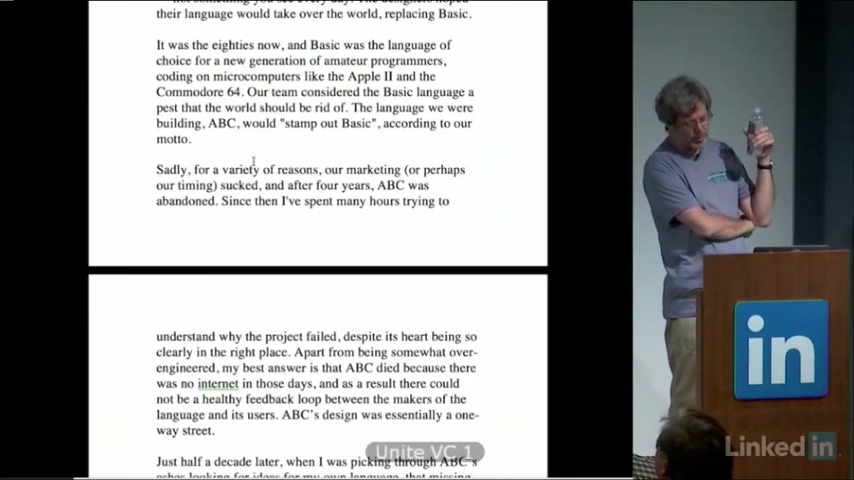 their language would take over the world, replacing Basic.
It was the eighties now, and Basic was the language of
choice for a new generation of amateur programmers,
coding on microcomputers like the Apple II and the
Commodore 64. Our team considered the Basic language a
pest that the world should be rid of. The language we were
building, ABC, would "stamp out Basic", according to our
motto.
Sadly, for a variety of reasons, our marketing (or perhaps
our timing) sucked, and after four years, ABC was
abandoned. Since then I've spent many hours trying to
understand why the project failed, despite its heart being so
clearly in the right place. Apart from being somewhat over-
engineered, my best answer is that ABC died because there
was no internet in those days, and as a result there could
not be a healthy feedback loop between the makers of the
language and its users. ABC's design was essentially a one-
way street.
Unite VC 1
Just half a decade later, when I was picking through ABC's
in
Linked in